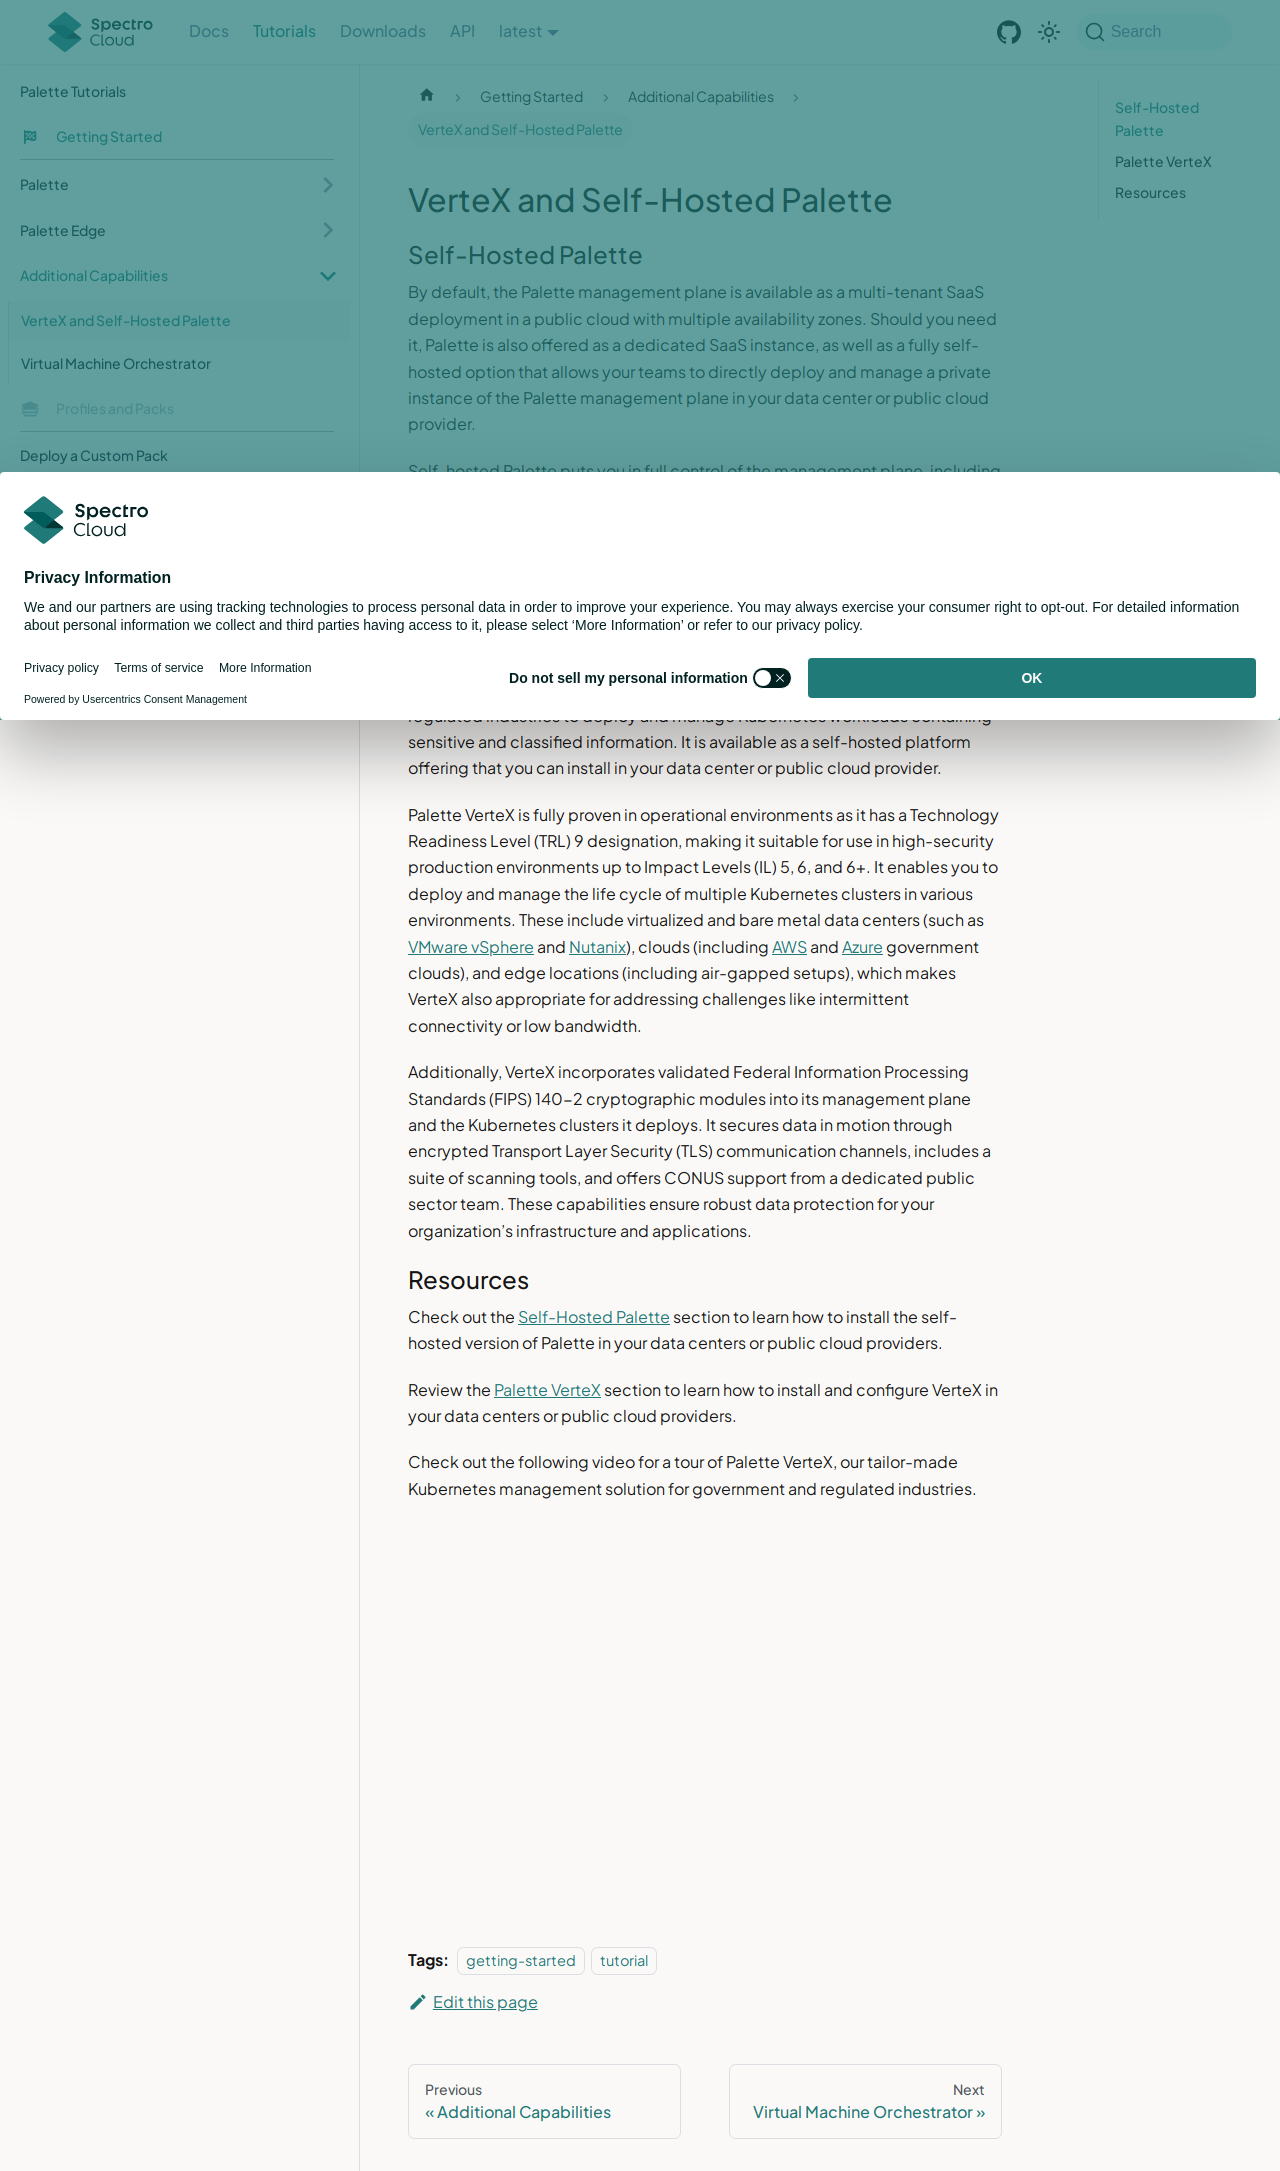 Spectro
Cloud
Docs
Tutorials
Downloads
API
latest
Search
Palette Tutorials
Getting Started
Palette
Palette Edge
Additional Capabilities
VerteX and Self-Hosted Palette
Virtual Machine Orchestrator
Profiles and Packs
Deploy a Custom Pack
Getting Started
Additional Capabilities
VerteX and Self-Hosted Palette
VerteX and Self-Hosted Palette
Self-Hosted Palette
By default, the Palette management plane is available as a multi-tenant SaaS
deployment in a public cloud with multiple availability zones. Should you need
it, Palette is also offered as a dedicated SaaS instance, as well as a fully self-
hosted option that allows your teams to directly deploy and manage a private
instance of the Palette management plane in your data center or public cloud
provider.
Self-hosted Palette puts you in full control of the management plane, including
Self-Hosted
Palette
Palette VerteX
Resources
Spectro
Cloud
Privacy Information
We and our partners are using tracking technologies to process personal data in order to improve your experience. You may always exercise your consumer right to opt-out. For detailed information
about personal information we collect and third parties having access to it, please select ‘More Information’ or refer to our privacy policy.
Privacy policy
Terms of service
More Information
Powered by Usercentrics Consent Management
Do not sell my personal information
OK
regulated industries to deploy and manage Kubernetes workloads containing
sensitive and classified information. It is available as a self-hosted platform
offering that you can install in your data center or public cloud provider.
Palette VerteX is fully proven in operational environments as it has a Technology
Readiness Level (TRL) 9 designation, making it suitable for use in high-security
production environments up to Impact Levels (IL) 5, 6, and 6+. It enables you to
deploy and manage the life cycle of multiple Kubernetes clusters in various
environments. These include virtualized and bare metal data centers (such as
VMware vSphere and Nutanix), clouds (including AWS and Azure government
clouds), and edge locations (including air-gapped setups), which makes
VerteX also appropriate for addressing challenges like intermittent
connectivity or low bandwidth.
Additionally, VerteX incorporates validated Federal Information Processing
Standards (FIPS) 140-2 cryptographic modules into its management plane
and the Kubernetes clusters it deploys. It secures data in motion through
encrypted Transport Layer Security (TLS) communication channels, includes a
suite of scanning tools, and offers CONUS support from a dedicated public
sector team. These capabilities ensure robust data protection for your
organization’s infrastructure and applications.
Resources
Check out the Self-Hosted Palette section to learn how to install the self-
hosted version of Palette in your data centers or public cloud providers.
Review the Palette VerteX section to learn how to install and configure VerteX in
your data centers or public cloud providers.
Check out the following video for a tour of Palette VerteX, our tailor-made
Kubernetes management solution for government and regulated industries.
Tags: getting-started tutorial
Edit this page
Previous
« Additional Capabilities
Next
Virtual Machine Orchestrator »